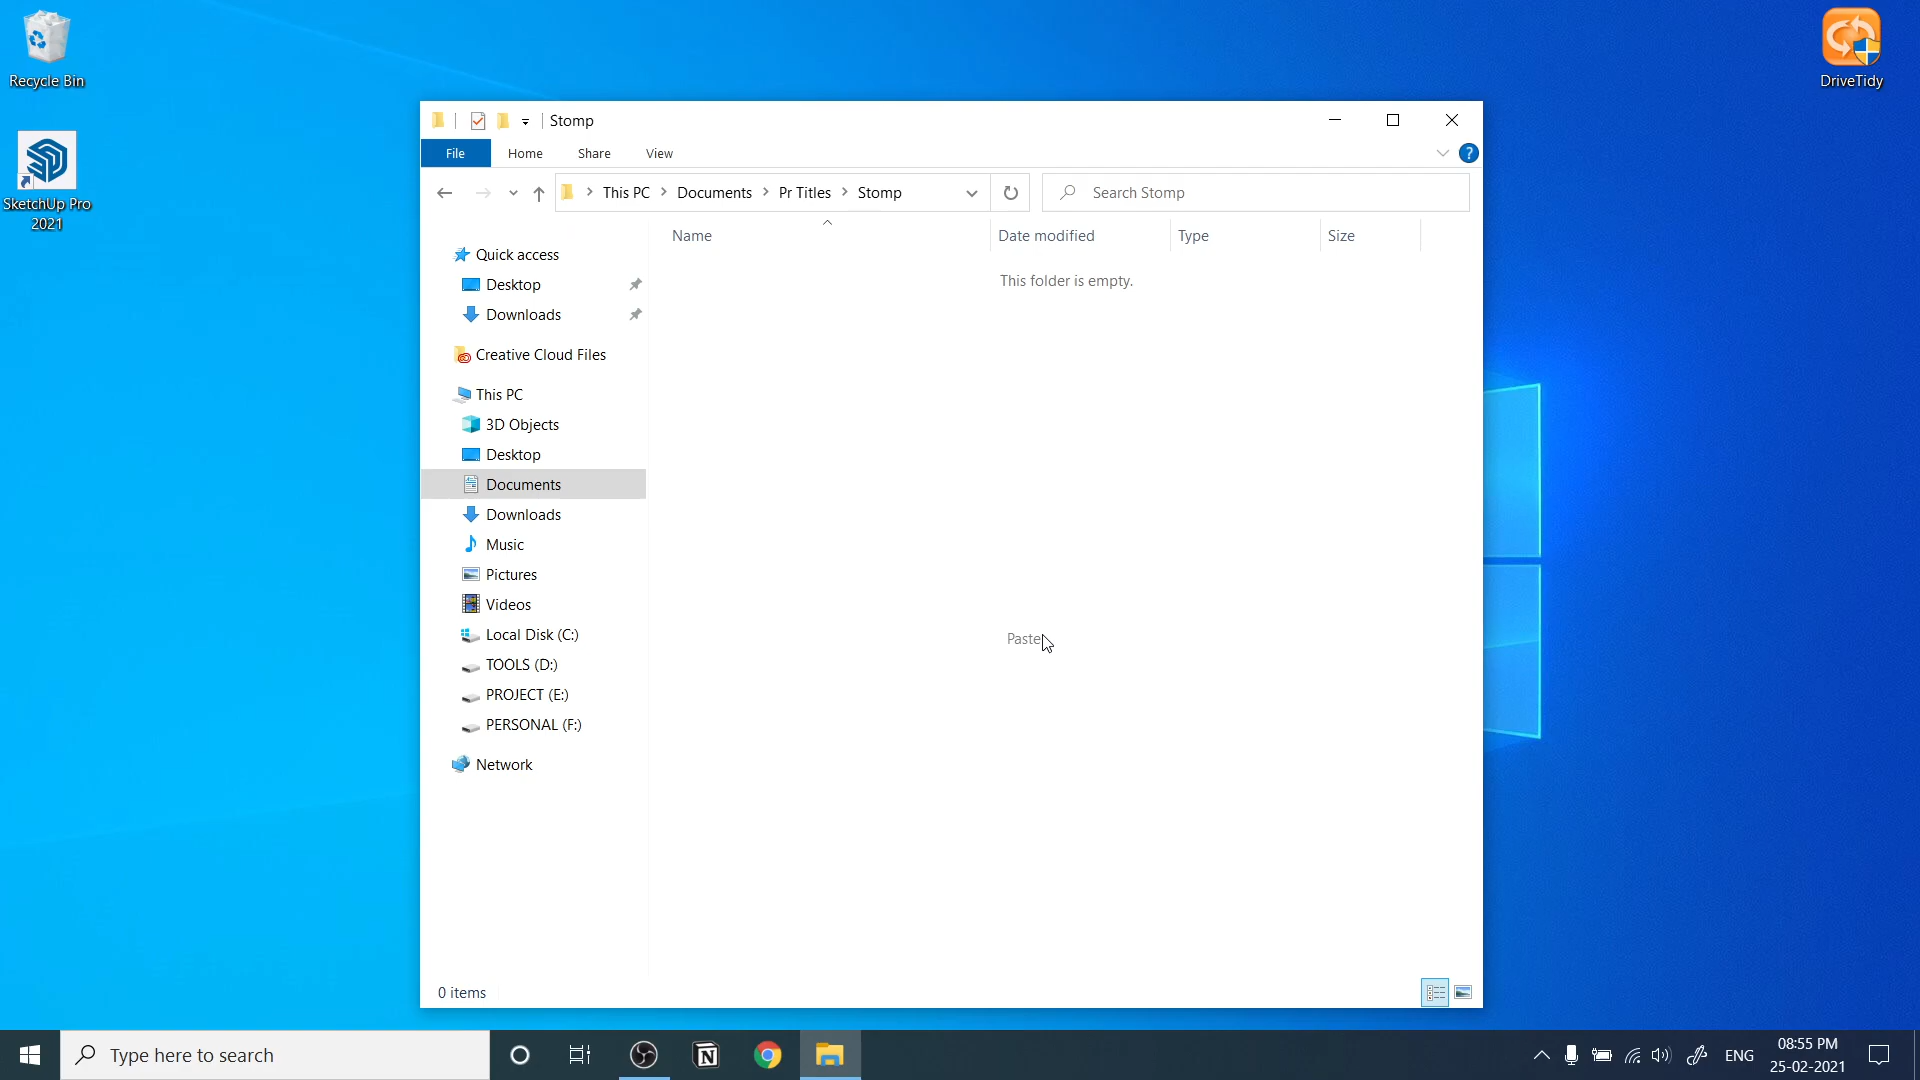 Recycle Bin
SketchUp Pro
2021
DriveTidy
Stomp
File
Home
Share
View
This PC
Documents
Pr Titles
Stomp
Search Stomp
Name
Date modified
Type
Size
This folder is empty.
Quick access
Desktop
Downloads
Creative Cloud Files
This PC
3D Objects
Desktop
Documents
Downloads
Music
Pictures
Videos
Local Disk (C:)
TOOLS (D:)
PROJECT (E:)
PERSONAL (F:)
Network
Paste
0 items
Type here to search
ENG
08:55 PM
25-02-2021